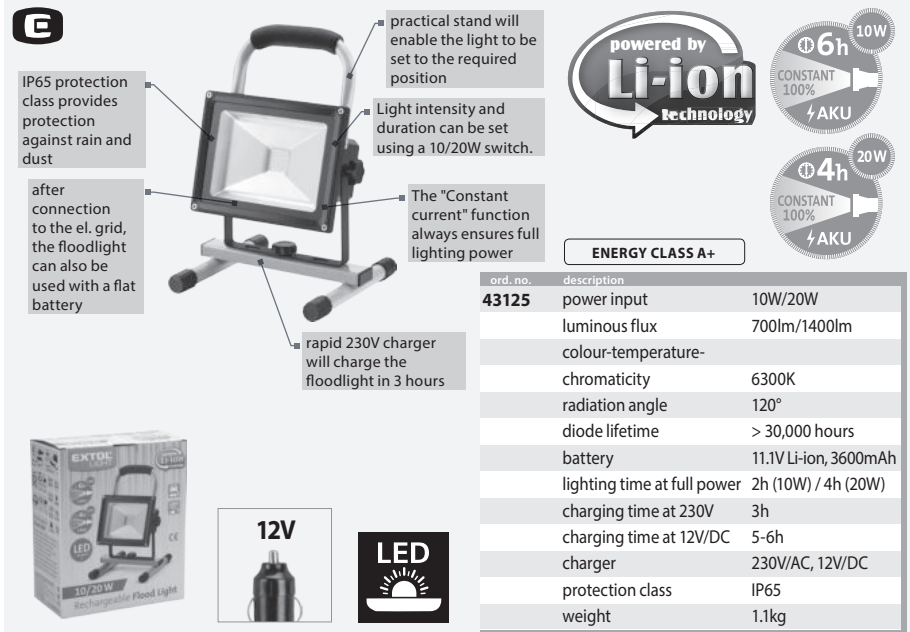 E
practical stand will
enable the light to be
set to the required
position
IP65 protection
class provides
protection
against rain and
dust
Light intensity and
duration can be set
using a 10/20W switch.
after
connection
to the el. grid,
the floodlight
can also be
used with a flat
battery
The "Constant
current" function
always ensures full
lighting power
rapid 230V charger
will charge the
floodlight in 3 hours
powered by
Li-ion
technology
6h
10W
CONSTANT
100%
AKU
4h
20W
CONSTANT
100%
AKU
ENERGY CLASS A+
ord. no. description
43125 power input 10W/20W
luminous flux 700lm/1400lm
colour-temperature-
chromaticity 6300K
radiation angle 120°
diode lifetime > 30,000 hours
battery 11.1V Li-ion, 3600mAh
lighting time at full power 2h (10W) / 4h (20W)
charging time at 230V 3h
charging time at 12V/DC 5-6h
charger 230V/AC, 12V/DC
protection class IP65
weight 1.1kg
EXTOL
LIGHT
Li-ion
LED
CE
10/20 W
Rechargeable Flood Light
12V
LED